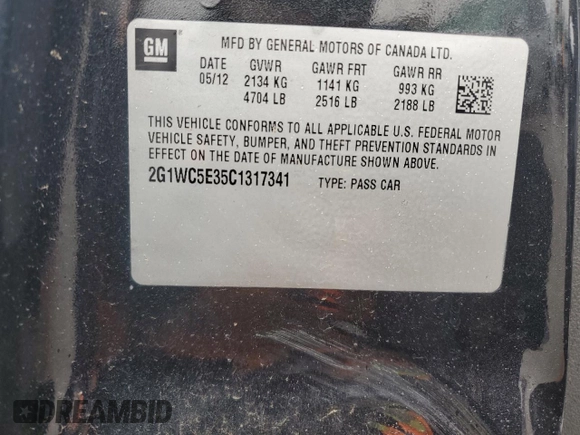 GM
MFD BY GENERAL MOTORS OF CANADA LTD.
DATE GVWR GAWR FRT GAWR RR
05/12 2134 KG 1141 KG 993 KG
4704 LB 2516 LB 2188 LB
THIS VEHICLE CONFORMS TO ALL APPLICABLE U.S. FEDERAL MOTOR
VEHICLE SAFETY, BUMPER, AND THEFT PREVENTION STANDARDS IN
EFFECT ON THE DATE OF MANUFACTURE SHOWN ABOVE.
2G1WC5E35C1317341 TYPE: PASS CAR
DREAMBID